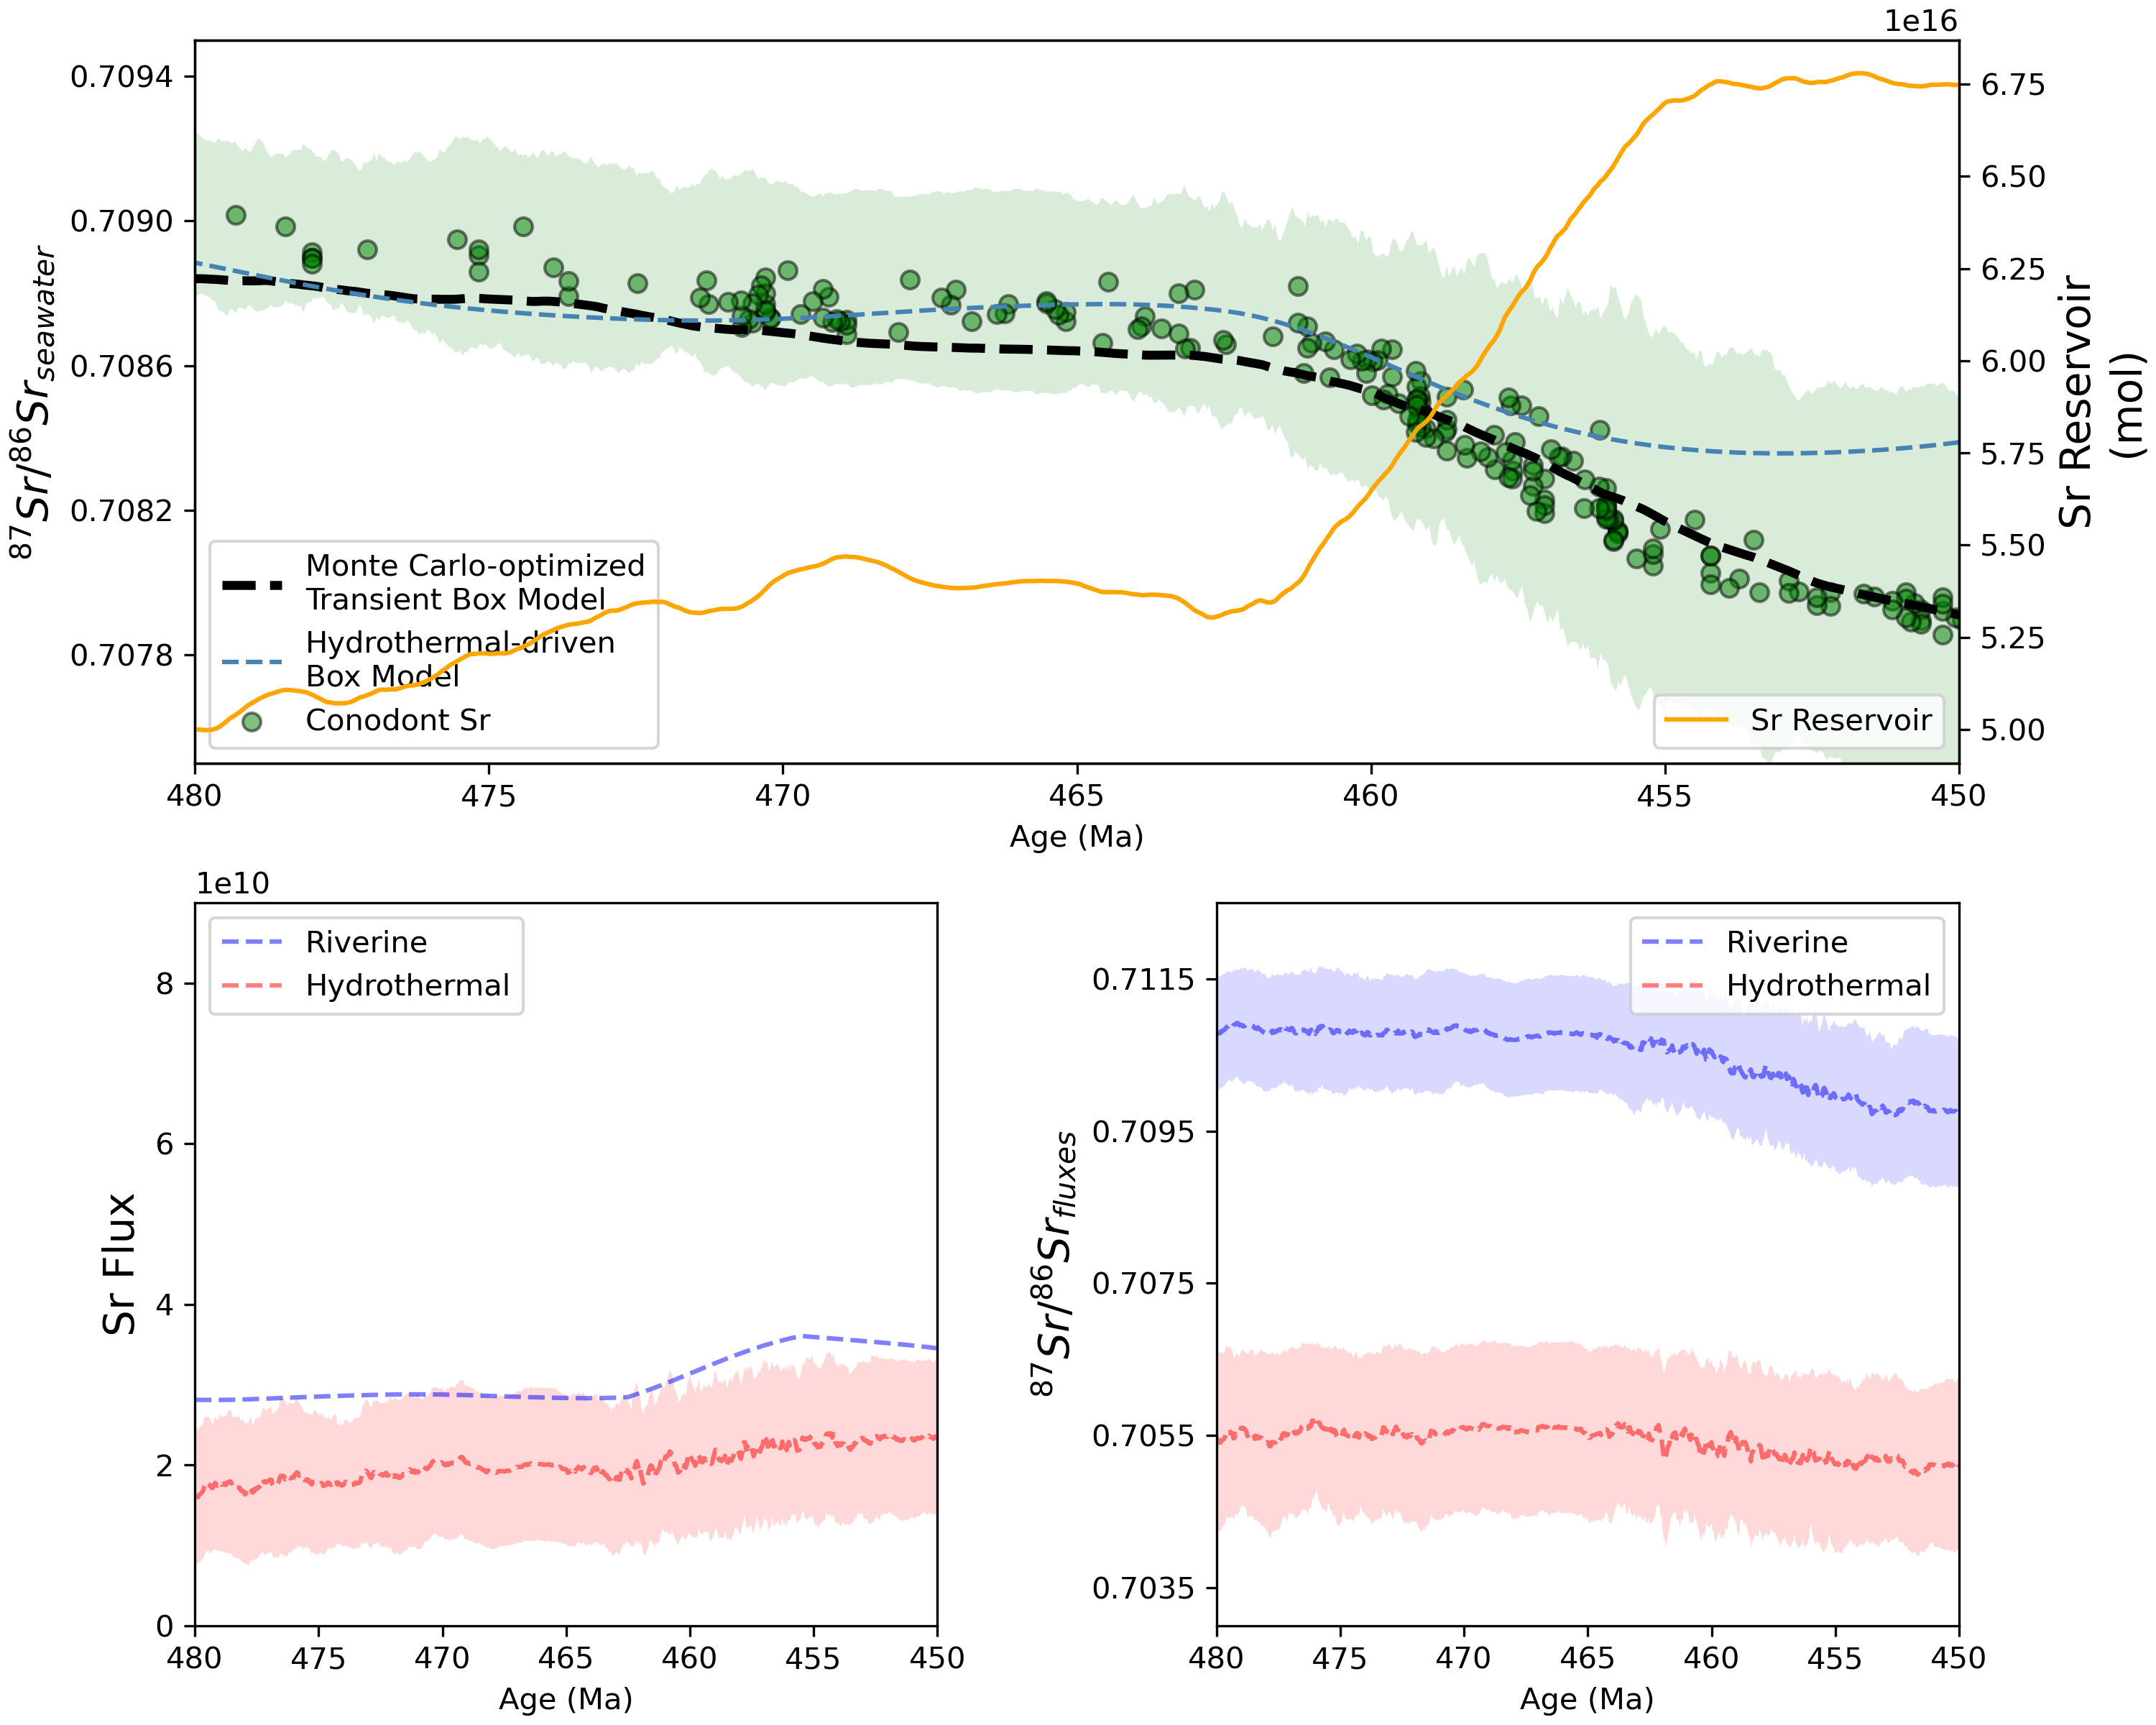 1e16
0.7094
0.7090
0.7086
0.7082
0.7078
87Sr/86Sr seawater
6.75
6.50
6.25
6.00
5.75
5.50
5.25
5.00
Sr Reservoir
(mol)
Monte Carlo-optimized
Transient Box Model
Hydrothermal-driven
Box Model
Conodont Sr
Sr Reservoir
480 475 470 465 460 455 450
Age (Ma)
1e10
Riverine
Hydrothermal
8
6
4
2
0
Sr Flux
480 475 470 465 460 455 450
Age (Ma)
Riverine
Hydrothermal
0.7115
0.7095
0.7075
0.7055
0.7035
87Sr/86Sr fluxes
480 475 470 465 460 455 450
Age (Ma)